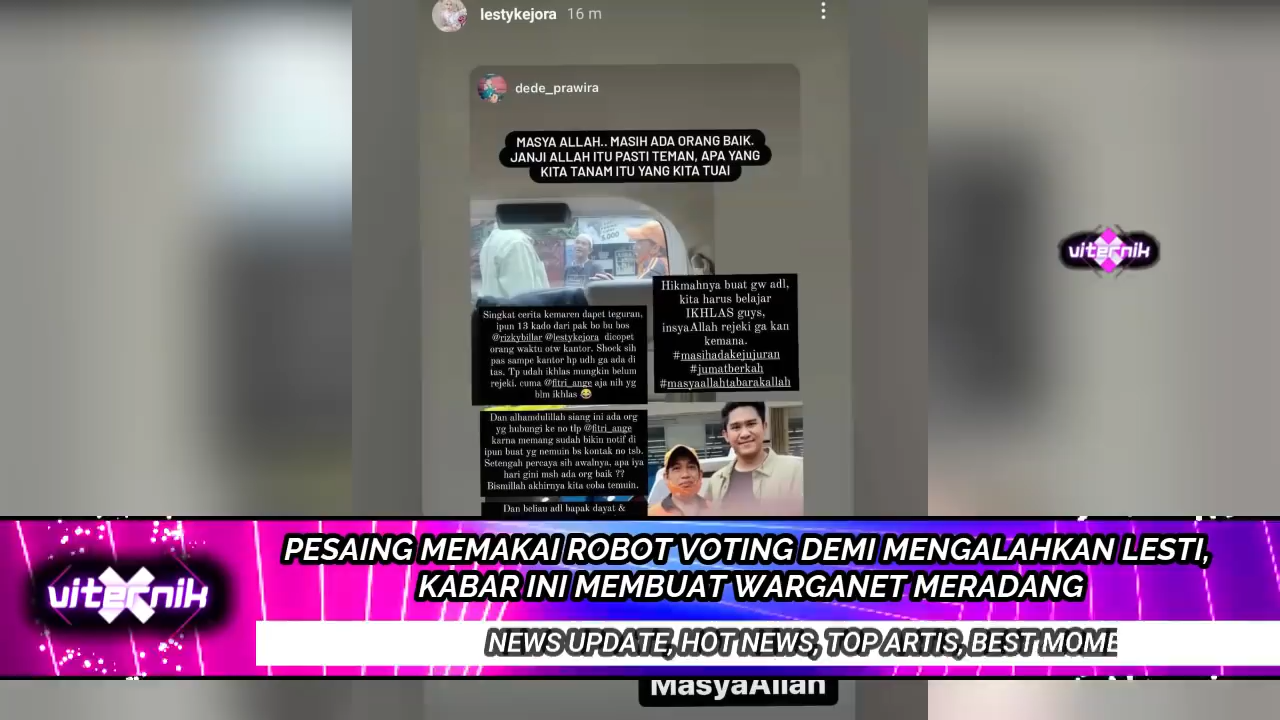 lestykejora 16 m
dede_prawira
MASYA ALLAH.. MASIH ADA ORANG BAIK.
JANJI ALLAH ITU PASTI TEMAN, APA YANG
KITA TANAM ITU YANG KITA TUAI
5.000
viternik
Hikmahnya buat gw adl,
kita harus belajar
IKHLAS guys,
insyaAllah rejeki ga kan
kemana.
#masihadakejujuran
#jumatberkah
#masyaallahtabarakallah
Singkat cerita kemaren dapet teguran,
ipun 13 kado dari pak bo bu bos
@rizkybillar @lestykejora dicopet
orang waktu otw kantor. Shock sih
pas sampe kantor hp udh ga ada di
tas. Tp udah ikhlas mungkin belum
rejeki. cuma @fitri_ange aja nih yg
blm ikhlas 😂
Dan alhamdulillah siang ini ada org
yg hubungi ke no tlp @fitri_ange
karna memang sudah bikin notif di
ipun buat yg nemuin bs kontak no tsb.
Setengah percaya sih awalnya, apa iya
hari gini msh ada org baik ??
Bismillah akhirnya kita coba temuin.
Dan beliau adl bapak dayat &
viternik
PESAING MEMAKAI ROBOT VOTING DEMI MENGALAHKAN LESTI,
KABAR INI MEMBUAT WARGANET MERADANG
NEWS UPDATE, HOT NEWS, TOP ARTIS, BEST MOME
MasyaAllah